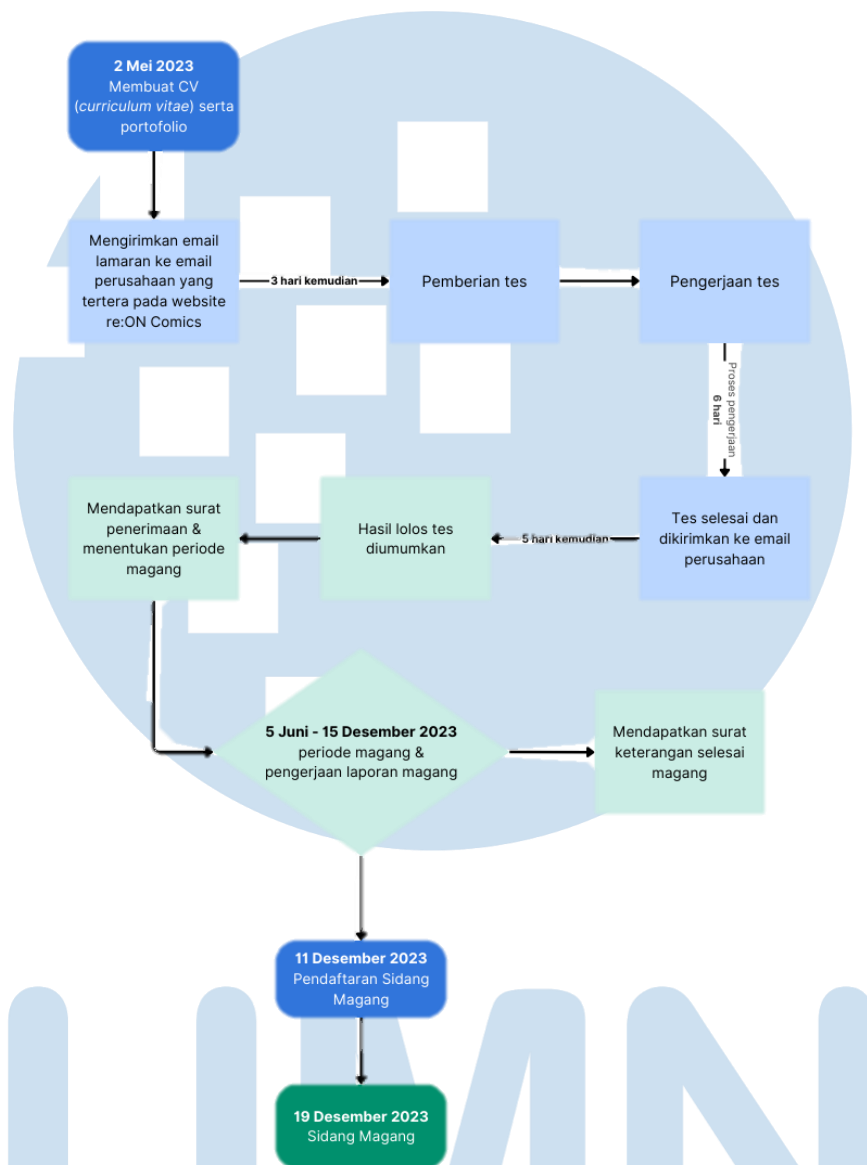 2 Mei 2023
Membuat CV
(curriculum vitae) serta
portofolio
Mengirimkan email
lamaran ke email
perusahaan yang
tertera pada website
re:ON Comics
3 hari kemudian
Pemberian tes
Pengerjaan tes
Proses pengerjaan
6 hari
Tes selesai dan
dikirimkan ke email
perusahaan
5 hari kemudian
Hasil lolos tes
diumumkan
Mendapatkan surat
penerimaan &
menentukan periode
magang
5 Juni - 15 Desember 2023
periode magang &
pengerjaan laporan magang
Mendapatkan surat
keterangan selesai
magang
11 Desember 2023
Pendaftaran Sidang
Magang
19 Desember 2023
Sidang Magang
UMN